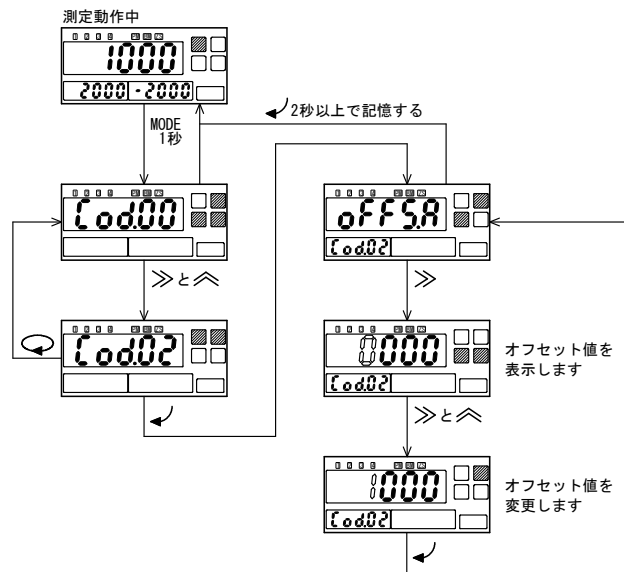 測定動作中
1000
2000 -2000
MODE
1秒
2秒以上で記憶する
Cod.00
≫と︽
Cod.02
oFFS.A
Cod.02
≫
0000
Cod.02
オフセット値を
表示します
≫と︽
1000
Cod.02
オフセット値を
変更します